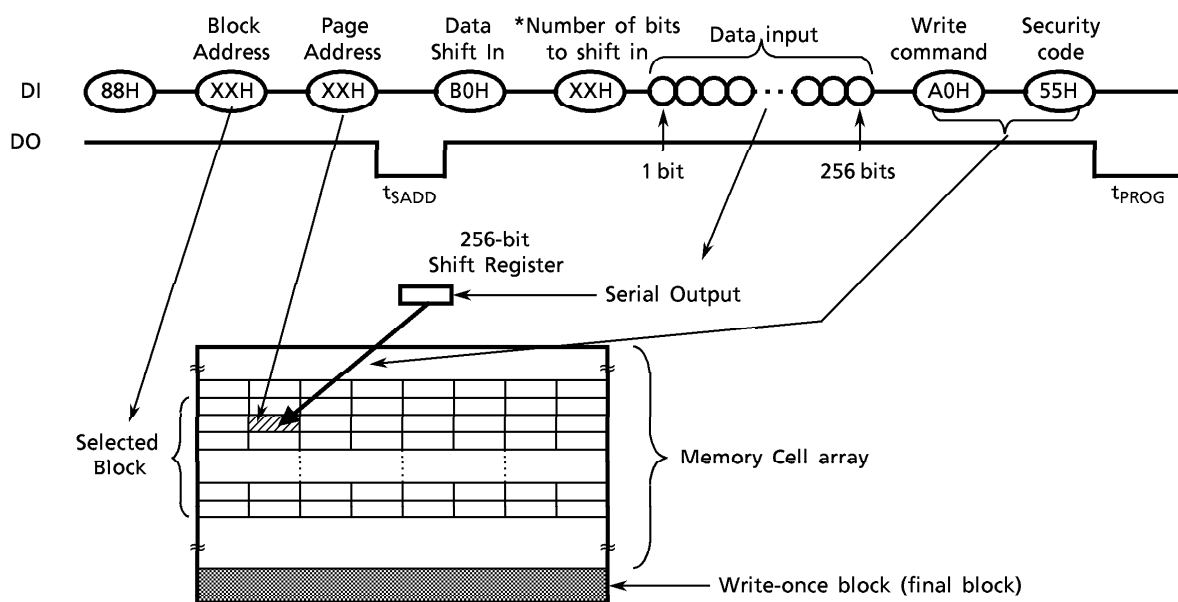 Block Address
Page Address
Data Shift In
*Number of bits to shift in
Data input
Write command
Security code
DI
88H
XXH
XXH
B0H
XXH
A0H
55H
DO
tSADD
1 bit
256 bits
tPROG
256-bit
Shift Register
Serial Output
Selected
Block
Memory Cell array
Write-once block (final block)